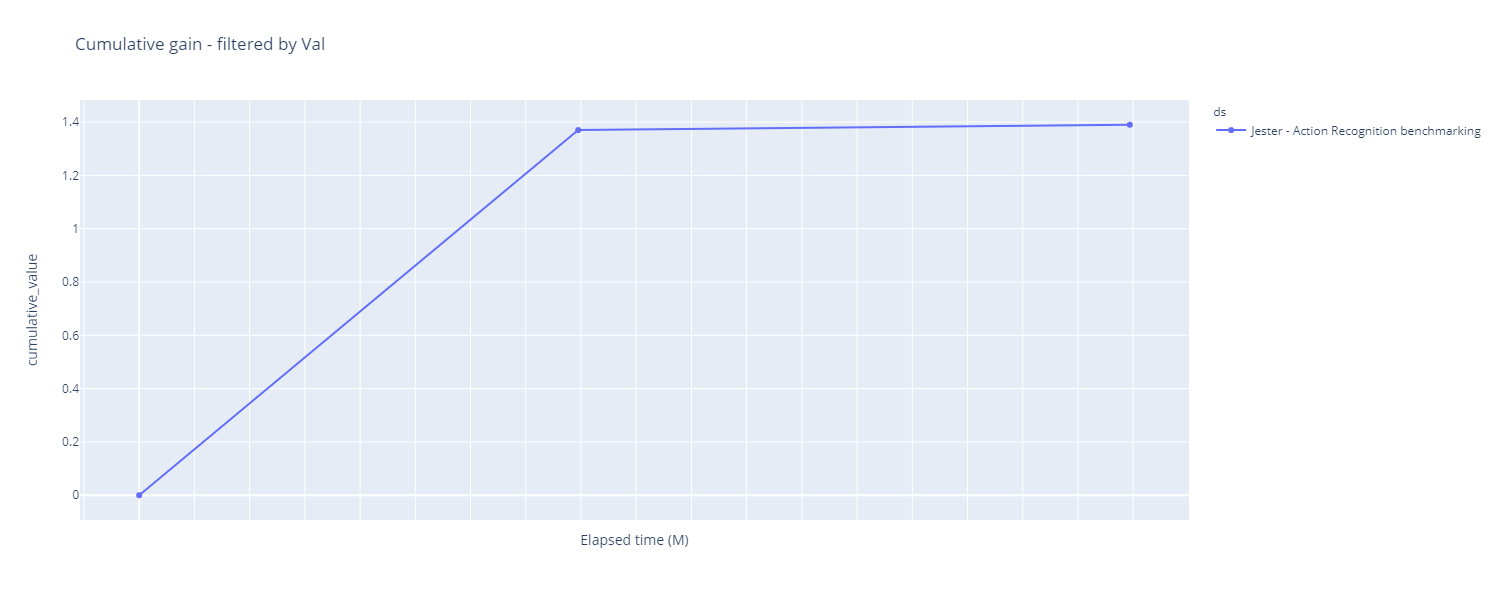 Cumulative gain - filtered by Val
ds
Jester - Action Recognition benchmarking
1.4
1.2
1
0.8
0.6
0.4
0.2
0
cumulative_value
Elapsed time (M)